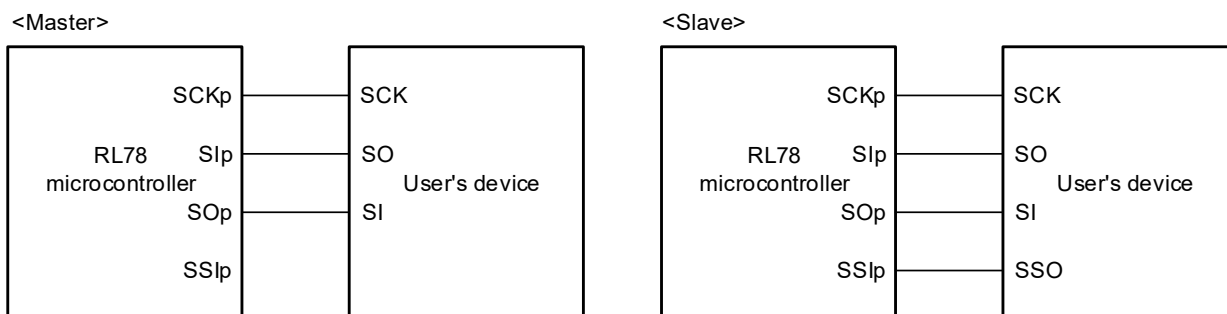 <Master>
SCKp
SCK
RL78
microcontroller
SIp
SO
User's device
SOp
SI
SSIp
<Slave>
SCKp
SCK
RL78
microcontroller
SIp
SO
User's device
SOp
SI
SSIp
SSO